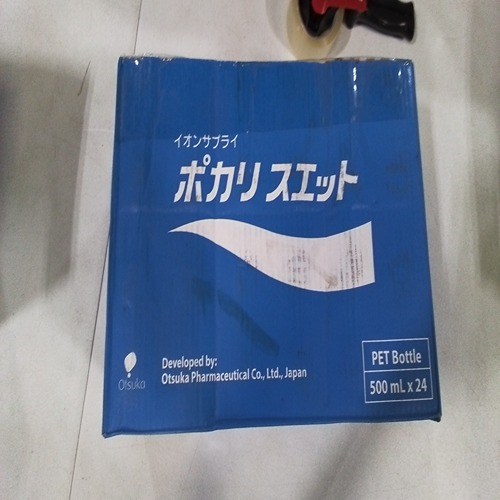 イオンサプライ
ポカリスエット
Otsuka
Developed by:
Otsuka Pharmaceutical Co., Ltd., Japan
PET Bottle
500 mL x 24